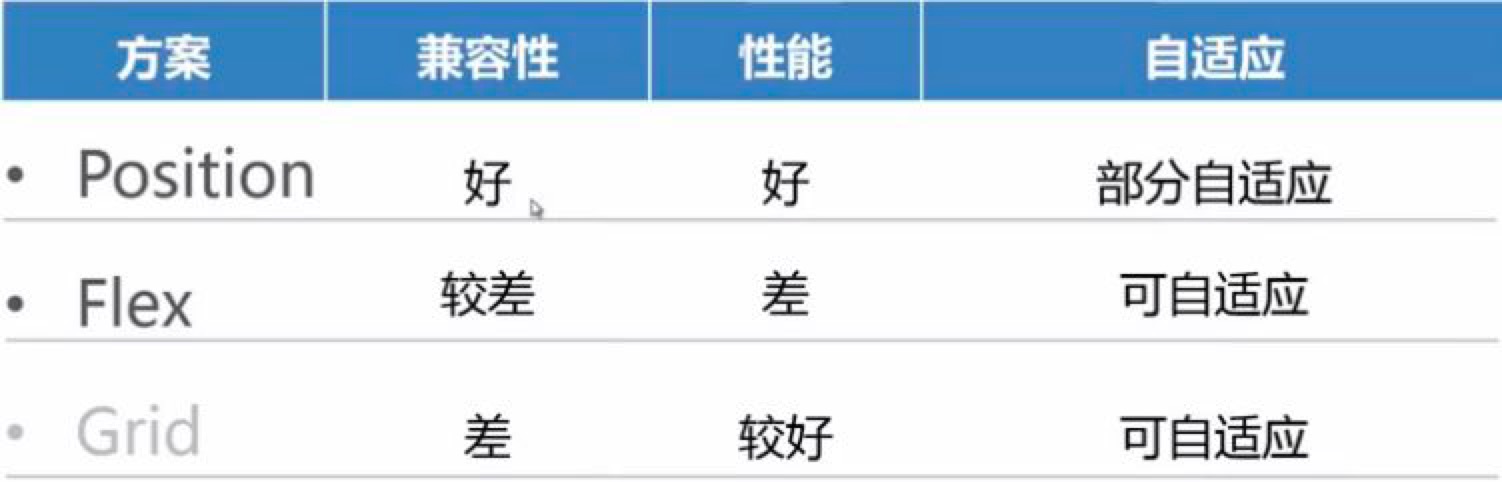 方案 兼容性 性能 自适应
• Position 好 好 部分自适应
• Flex 较差 差 可自适应
• Grid 差 较好 可自适应